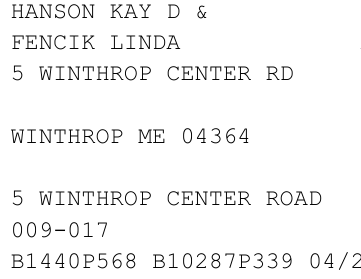 HANSON KAY D &
FENCIK LINDA
5 WINTHROP CENTER RD
WINTHROP ME 04364
5 WINTHROP CENTER ROAD
009-017
B1440P568 B10287P339 04/2